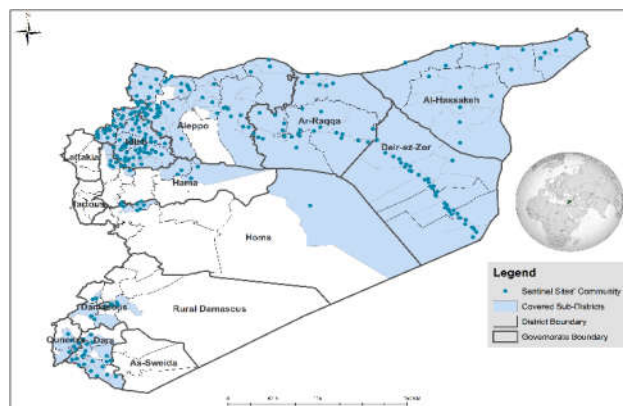 Aleppo
Idleb
Lattakia
Tartous
Hama
Ar-Raqqa
Al-Hassakeh
Deir-ez-Zor
Homs
Damascus
Rural Damascus
Quneitra
Dara
As-Sweida
Legend
Sentinel Sites' Community
Covered Sub-Districts
District Boundary
Governorate Boundary